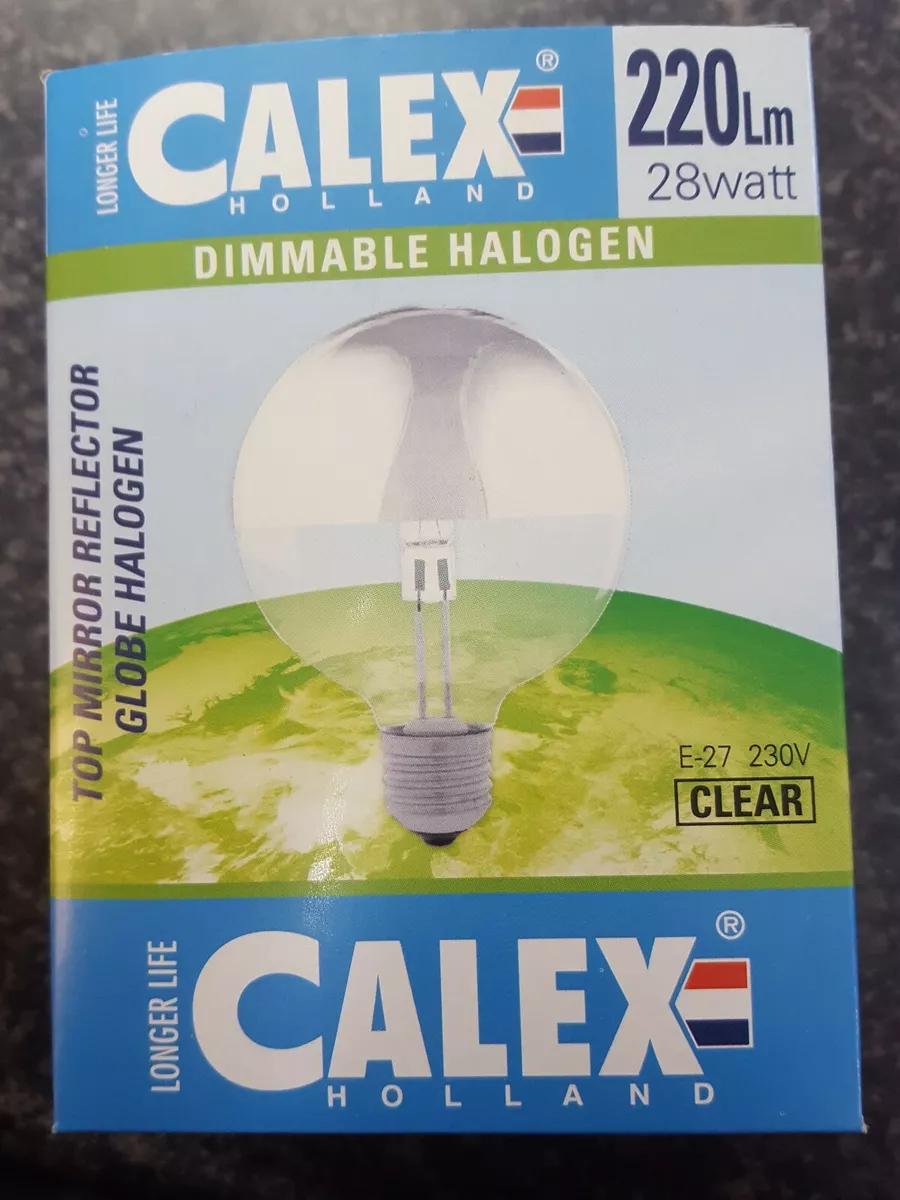 LONGER LIFE
CALEX®
HOLLAND
220Lm
28watt
DIMMABLE HALOGEN
TOP MIRROR REFLECTOR
GLOBE HALOGEN
E-27 230V
CLEAR
LONGER LIFE
CALEX®
HOLLAND